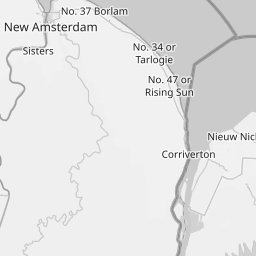 No. 37 Borlam
New Amsterdam
Sisters
No. 34 or
Tarlogie
No. 47 or
Rising Sun
Nieuw Nick
Corriverton